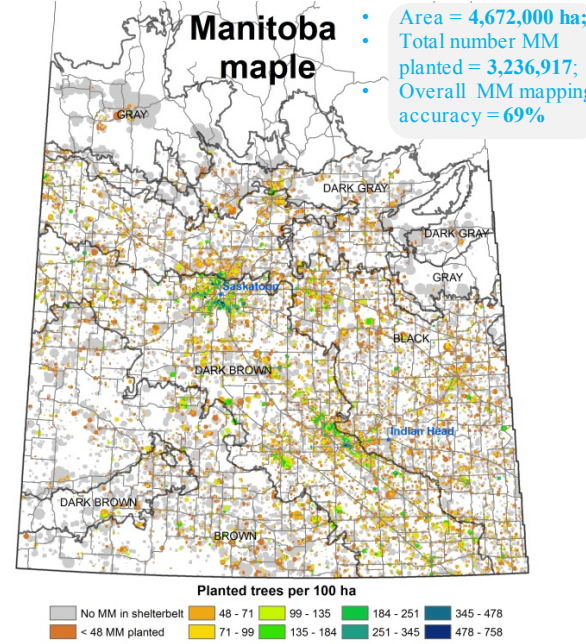 Manitoba
maple
• Area = 4,672,000 ha;
• Total number MM
planted = 3,236,917;
• Overall MM mapping
accuracy = 69%
GRAY
DARK GRAY
DARK GRAY
GRAY
Saskatoon
BLACK
DARK BROWN
Indian Head
DARK BROWN
BROWN
Planted trees per 100 ha
No MM in shelterbelt 48 - 71 99 - 135 184 - 251 345 - 478
< 48 MM planted 71 - 99 135 - 184 251 - 345 478 - 758